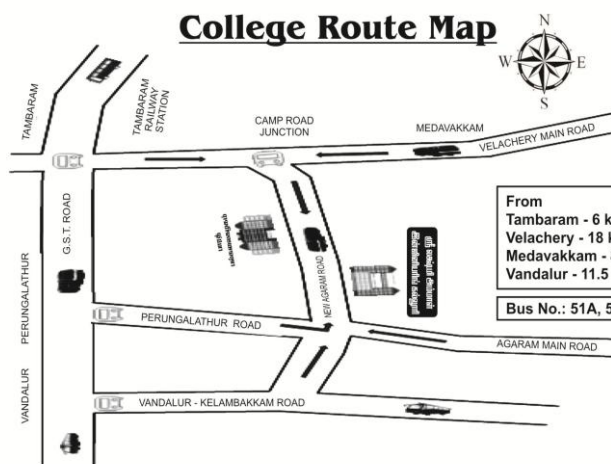 College Route Map
N
W
E
S
TAMBARAM
TAMBARAM
RAILWAY
STATION
CAMP ROAD
JUNCTION
MEDAVAKKAM
VELACHERY MAIN ROAD
G.S.T. ROAD
From
Tambaram - 6 k
Velachery - 18 k
Medavakkam -
Vandalur - 11.5
Bus No.: 51A, 5
NEW AGARAM ROAD
PERUNGALATHUR
PERUNGALATHUR ROAD
AGARAM MAIN ROAD
VANDALUR
VANDALUR - KELAMBAKKAM ROAD